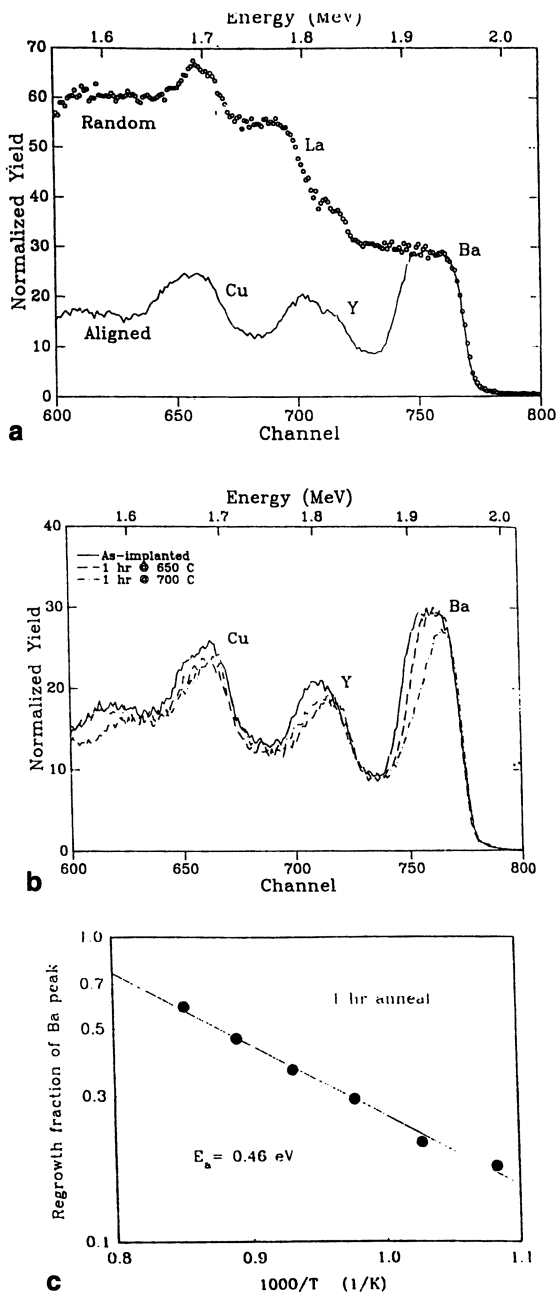 Energy (MeV)
1.6 1.7 1.8 1.9 2.0
70
60
50
40
30
20
10
0
Normalized Yield
Random
La
Ba
Cu
Y
Aligned
600 650 700 750 800
Channel
a
Energy (MeV)
1.6 1.7 1.8 1.9 2.0
40
30
20
10
0
Normalized Yield
As-implanted
1 hr @ 650 C
1 hr @ 700 C
Cu
Y
Ba
600 650 700 750 800
Channel
b
1.0
0.7
0.5
0.3
0.1
Regrowth fraction of Ba peak
1 hr anneal
Eₐ= 0.46 eV
0.8 0.9 1.0 1.1
1000/T (1/K)
c